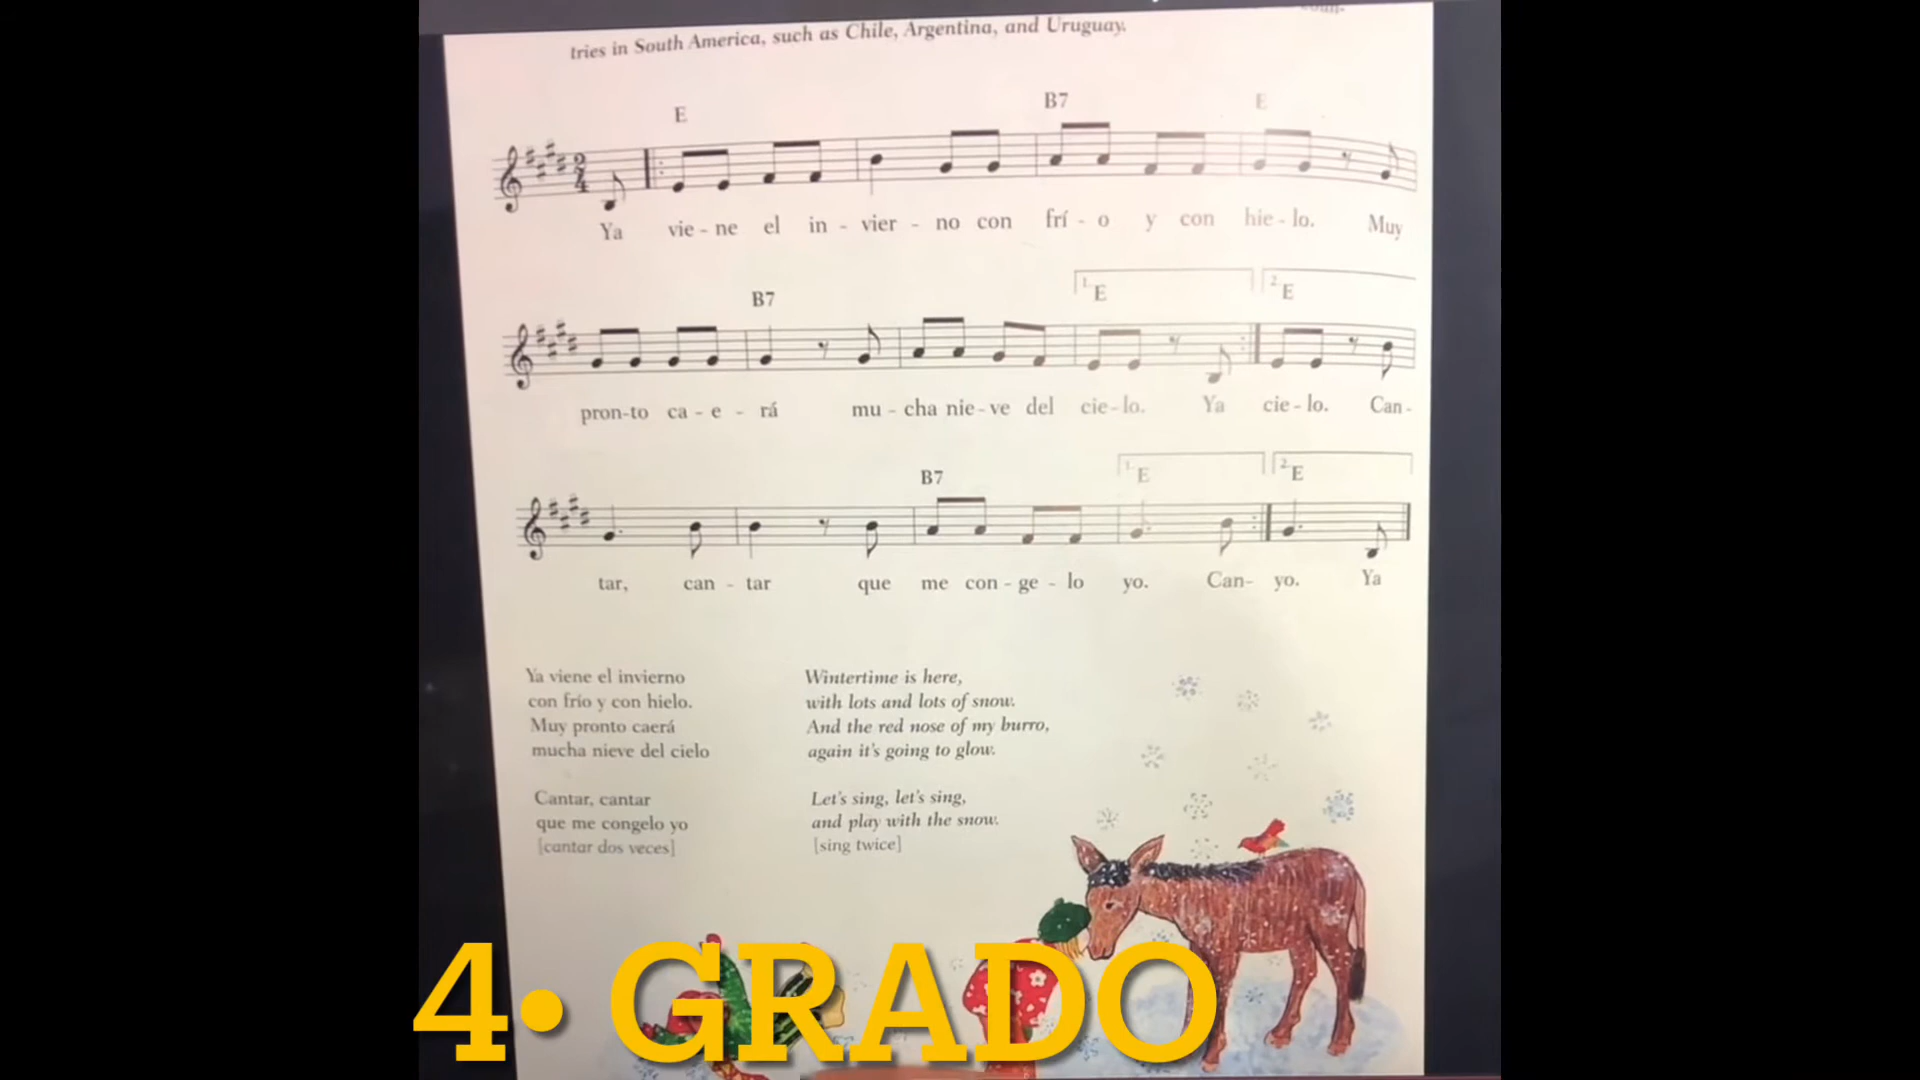 tries in South America, such as Chile, Argentina, and Uruguay.
E B7 E
2
4
Ya vie - ne el in - vier - no con frí - o y con hie - lo. Muy
B7 1. E 2. E
pron-to ca - e - rá mu - cha nie - ve del cie - lo. Ya cie - lo. Can -
B7 1. E 2. E
tar, can - tar que me con - ge - lo yo. Can- yo. Ya
Ya viene el invierno
con frío y con hielo.
Muy pronto caerá
mucha nieve del cielo
Cantar, cantar
que me congelo yo
[cantar dos veces]
Wintertime is here,
with lots and lots of snow.
And the red nose of my burro,
again it's going to glow.
Let's sing, let's sing,
and play with the snow.
[sing twice]
4• GRADO